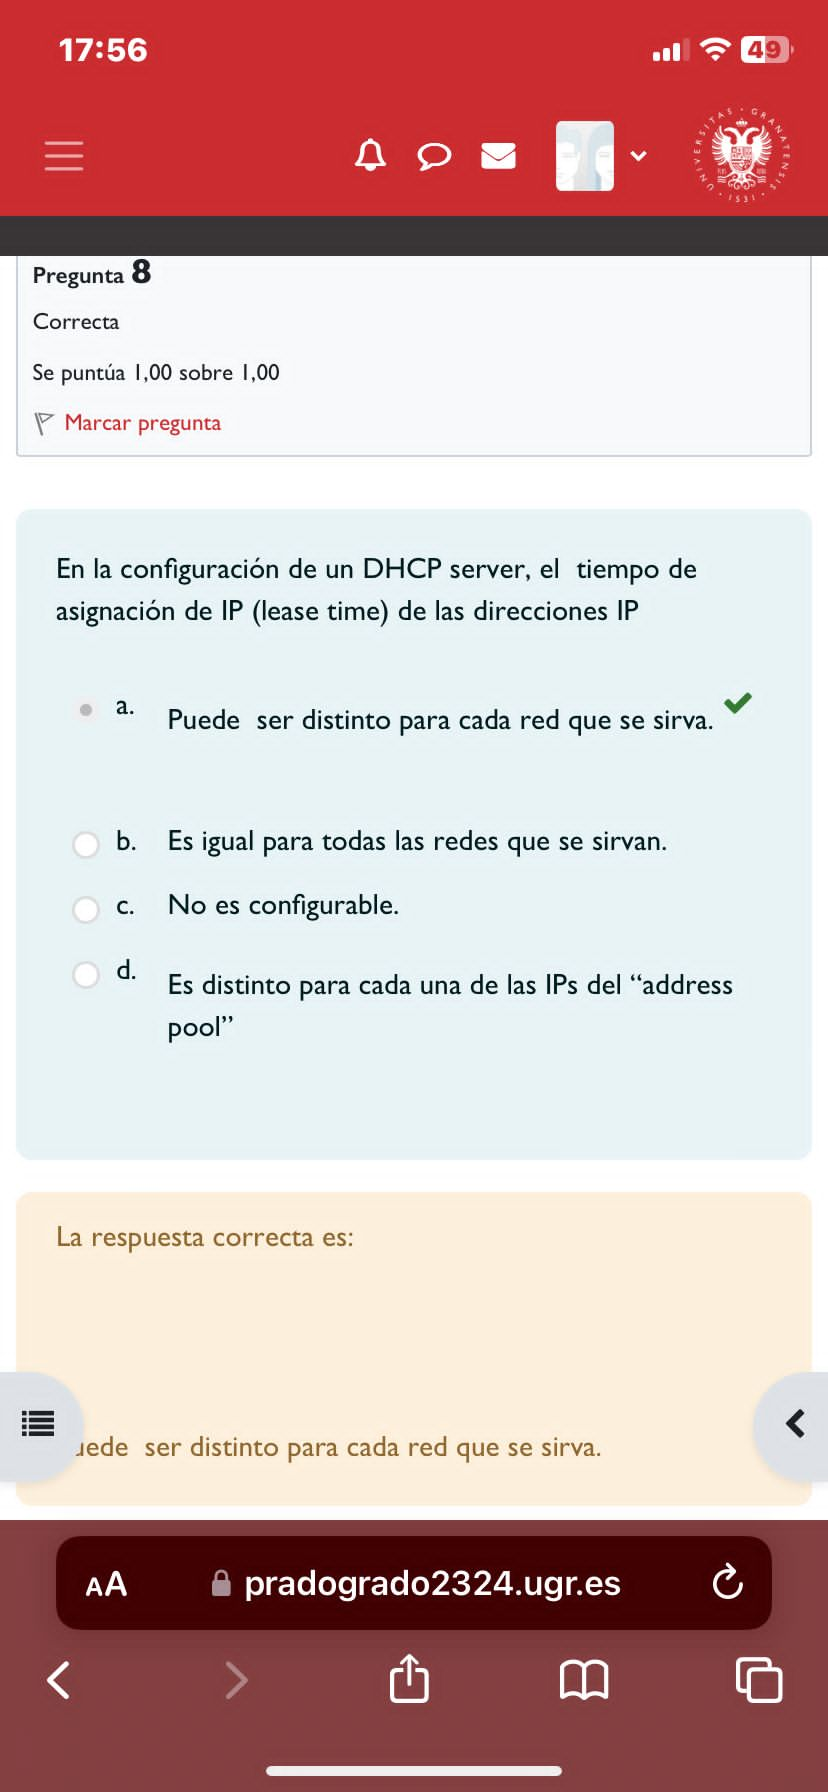 17:56
49
UNIVERSITAS · GRANATENSIS · 1531 ·
Pregunta 8
Correcta
Se puntúa 1,00 sobre 1,00
Marcar pregunta
En la configuración de un DHCP server, el tiempo de
asignación de IP (lease time) de las direcciones IP
a. Puede ser distinto para cada red que se sirva.
b. Es igual para todas las redes que se sirvan.
c. No es configurable.
d. Es distinto para cada una de las IPs del “address
pool”
La respuesta correcta es:
uede ser distinto para cada red que se sirva.
AA pradogrado2324.ugr.es